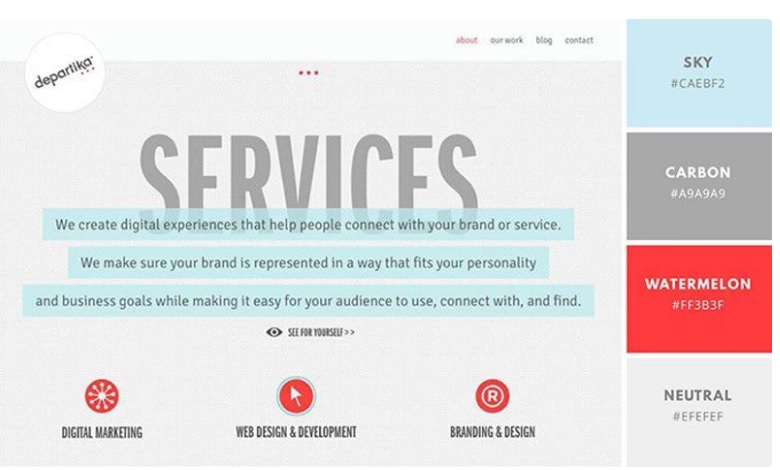 departika
about our work blog contact
SERVICES
We create digital experiences that help people connect with your brand or service.
We make sure your brand is represented in a way that fits your personality
and business goals while making it easy for your audience to use, connect with, and find.
SEE FOR YOURSELF >>
DIGITAL MARKETING
WEB DESIGN & DEVELOPMENT
®
BRANDING & DESIGN
SKY
#CAEBF2
CARBON
#A9A9A9
WATERMELON
#FF3B3F
NEUTRAL
#EFEFEF